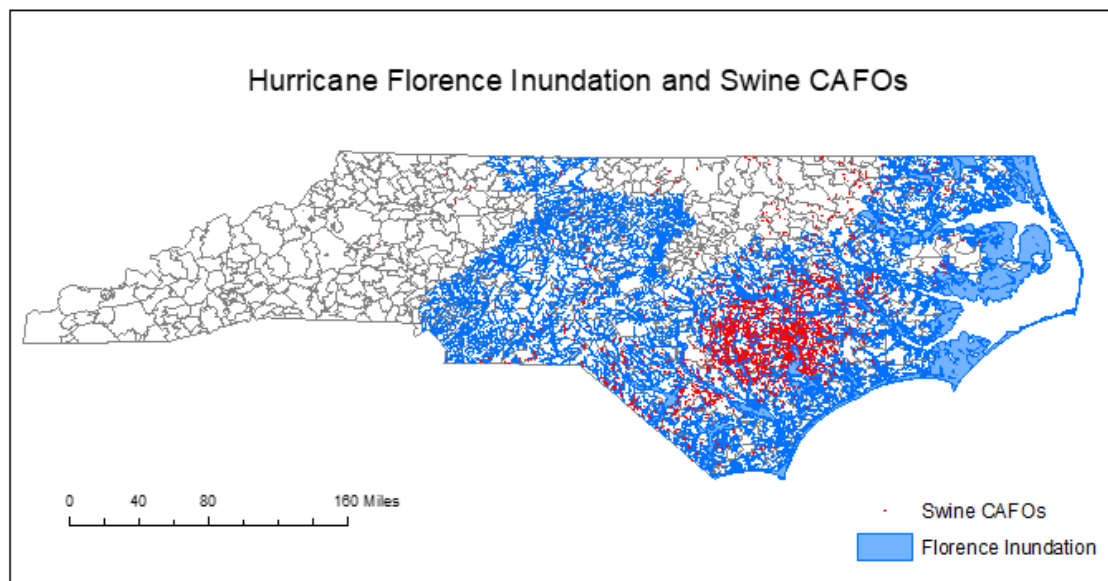 Hurricane Florence Inundation and Swine CAFOs
0 40 80 160 Miles
Swine CAFOs
Florence Inundation